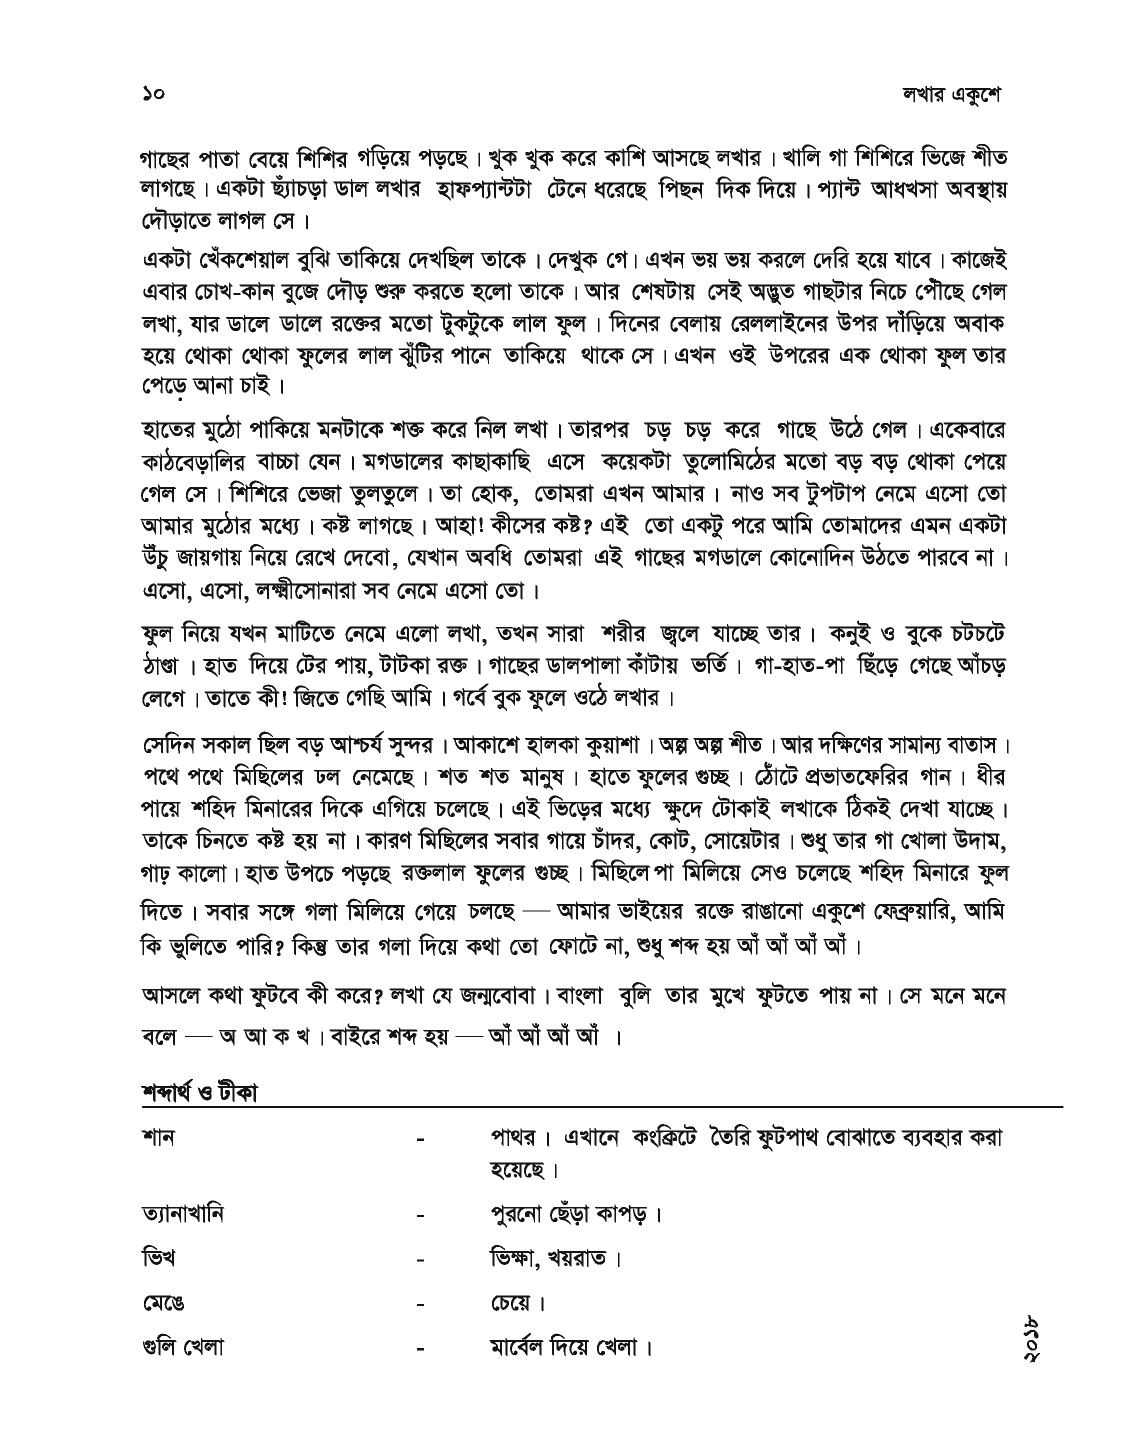 ১০ লখার একুশে
গাছের পাতা বেয়ে শিশির গড়িয়ে পড়ছে। খুক খুক করে কাশি আসছে লখার। খালি গা শিশিরে ভিজে শীত
লাগছে। একটা ছ্যাঁচড়া ডাল লখার হাফপ্যান্টটা টেনে ধরেছে পিছন দিক দিয়ে। প্যান্ট আধখসা অবস্থায়
দৌড়াতে লাগল সে।
একটা খেঁকশেয়াল বুঝি তাকিয়ে দেখছিল তাকে। দেখুক গে। এখন ভয় ভয় করলে দেরি হয়ে যাবে। কাজেই
এবার চোখ-কান বুজে দৌড় শুরু করতে হলো তাকে। আর শেষটায় সেই অদ্ভুত গাছটার নিচে পৌঁছে গেল
লখা, যার ডালে ডালে রক্তের মতো টুকটুকে লাল ফুল। দিনের বেলায় রেললাইনের উপর দাঁড়িয়ে অবাক
হয়ে থোকা থোকা ফুলের লাল ঝুঁটির পানে তাকিয়ে থাকে সে। এখন ওই উপরের এক থোকা ফুল তার
পেড়ে আনা চাই।
হাতের মুঠো পাকিয়ে মনটাকে শক্ত করে নিল লখা। তারপর চড় চড় করে গাছে উঠে গেল। একেবারে
কাঠবেড়ালির বাচ্চা যেন। মগডালের কাছাকাছি এসে কয়েকটা তুলোমিঠের মতো বড় বড় থোকা পেয়ে
গেল সে। শিশিরে ভেজা তুলতুলে। তা হোক, তোমরা এখন আমার। নাও সব টুপটাপ নেমে এসো তো
আমার মুঠোর মধ্যে। কষ্ট লাগছে। আহা! কীসের কষ্ট? এই তো একটু পরে আমি তোমাদের এমন একটা
উঁচু জায়গায় নিয়ে রেখে দেবো, যেখান অবধি তোমরা এই গাছের মগডালে কোনোদিন উঠতে পারবে না।
এসো, এসো, লক্ষ্মীসোনারা সব নেমে এসো তো।
ফুল নিয়ে যখন মাটিতে নেমে এলো লখা, তখন সারা শরীর জ্বলে যাচ্ছে তার। কনুই ও বুকে চটচটে
ঠাণ্ডা। হাত দিয়ে টের পায়, টাটকা রক্ত। গাছের ডালপালা কাঁটায় ভর্তি। গা-হাত-পা ছিঁড়ে গেছে আঁচড়
লেগে। তাতে কী! জিতে গেছি আমি। গর্বে বুক ফুলে ওঠে লখার।
সেদিন সকাল ছিল বড় আশ্চর্য সুন্দর। আকাশে হালকা কুয়াশা। অল্প অল্প শীত। আর দক্ষিণের সামান্য বাতাস।
পথে পথে মিছিলের ঢল নেমেছে। শত শত মানুষ। হাতে ফুলের গুচ্ছ। ঠোঁটে প্রভাতফেরির গান। ধীর
পায়ে শহিদ মিনারের দিকে এগিয়ে চলেছে। এই ভিড়ের মধ্যে ক্ষুদে টোকাই লখাকে ঠিকই দেখা যাচ্ছে।
তাকে চিনতে কষ্ট হয় না। কারণ মিছিলের সবার গায়ে চাঁদর, কোট, সোয়েটার। শুধু তার গা খোলা উদাম,
গাঢ় কালো। হাত উপচে পড়ছে রক্তলাল ফুলের গুচ্ছ। মিছিলে পা মিলিয়ে সেও চলেছে শহিদ মিনারে ফুল
দিতে। সবার সঙ্গে গলা মিলিয়ে গেয়ে চলছে — আমার ভাইয়ের রক্তে রাঙানো একুশে ফেব্রুয়ারি, আমি
কি ভুলিতে পারি? কিন্তু তার গলা দিয়ে কথা তো ফোটে না, শুধু শব্দ হয় আঁ আঁ আঁ আঁ।
আসলে কথা ফুটবে কী করে? লখা যে জন্মবোবা। বাংলা বুলি তার মুখে ফুটতে পায় না। সে মনে মনে
বলে — অ আ ক খ। বাইরে শব্দ হয় — আঁ আঁ আঁ আঁ ।
শব্দার্থ ও টীকা
শান - পাথর। এখানে কংক্রিটে তৈরি ফুটপাথ বোঝাতে ব্যবহার করা
হয়েছে।
ত্যানাখানি - পুরনো ছেঁড়া কাপড়।
ভিখ - ভিক্ষা, খয়রাত।
মেঙে - চেয়ে।
গুলি খেলা - মার্বেল দিয়ে খেলা।
২০১৮